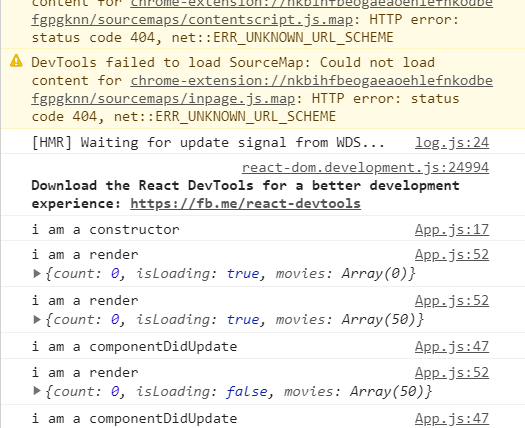 content for chrome-extension://nkbihfbeogaeaoehlefnkodbe
fgpgknn/sourcemaps/contentscript.js.map: HTTP error:
status code 404, net::ERR_UNKNOWN_URL_SCHEME
DevTools failed to load SourceMap: Could not load
content for chrome-extension://nkbihfbeogaeaoehlefnkodbe
fgpgknn/sourcemaps/inpage.js.map: HTTP error: status
code 404, net::ERR_UNKNOWN_URL_SCHEME
[HMR] Waiting for update signal from WDS... log.js:24
react-dom.development.js:24994
Download the React DevTools for a better development
experience: https://fb.me/react-devtools
i am a constructor App.js:17
i am a render App.js:52
{count: 0, isLoading: true, movies: Array(0)}
i am a render App.js:52
{count: 0, isLoading: true, movies: Array(50)}
i am a componentDidUpdate App.js:47
i am a render App.js:52
{count: 0, isLoading: false, movies: Array(50)}
i am a componentDidUpdate App.js:47